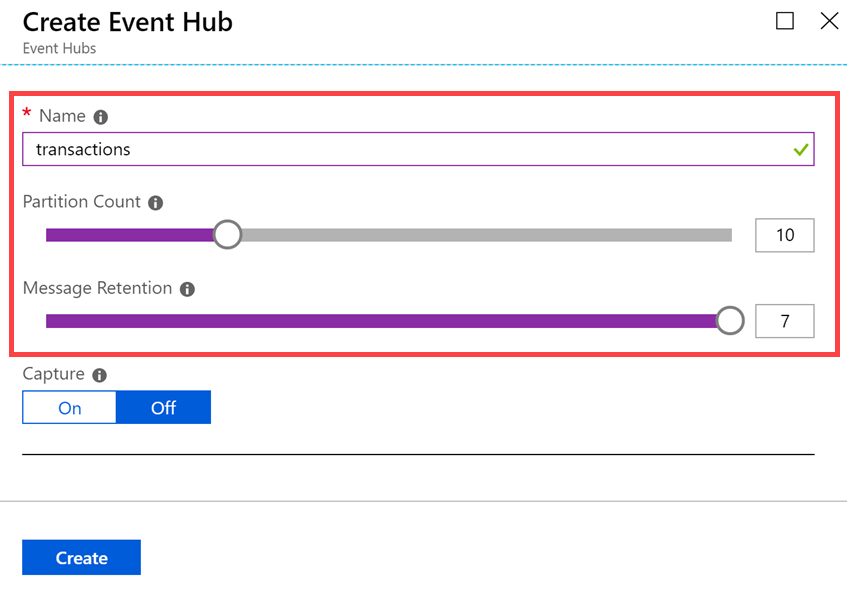 Create Event Hub
Event Hubs
* Name
transactions
Partition Count
10
Message Retention
7
Capture
On Off
Create